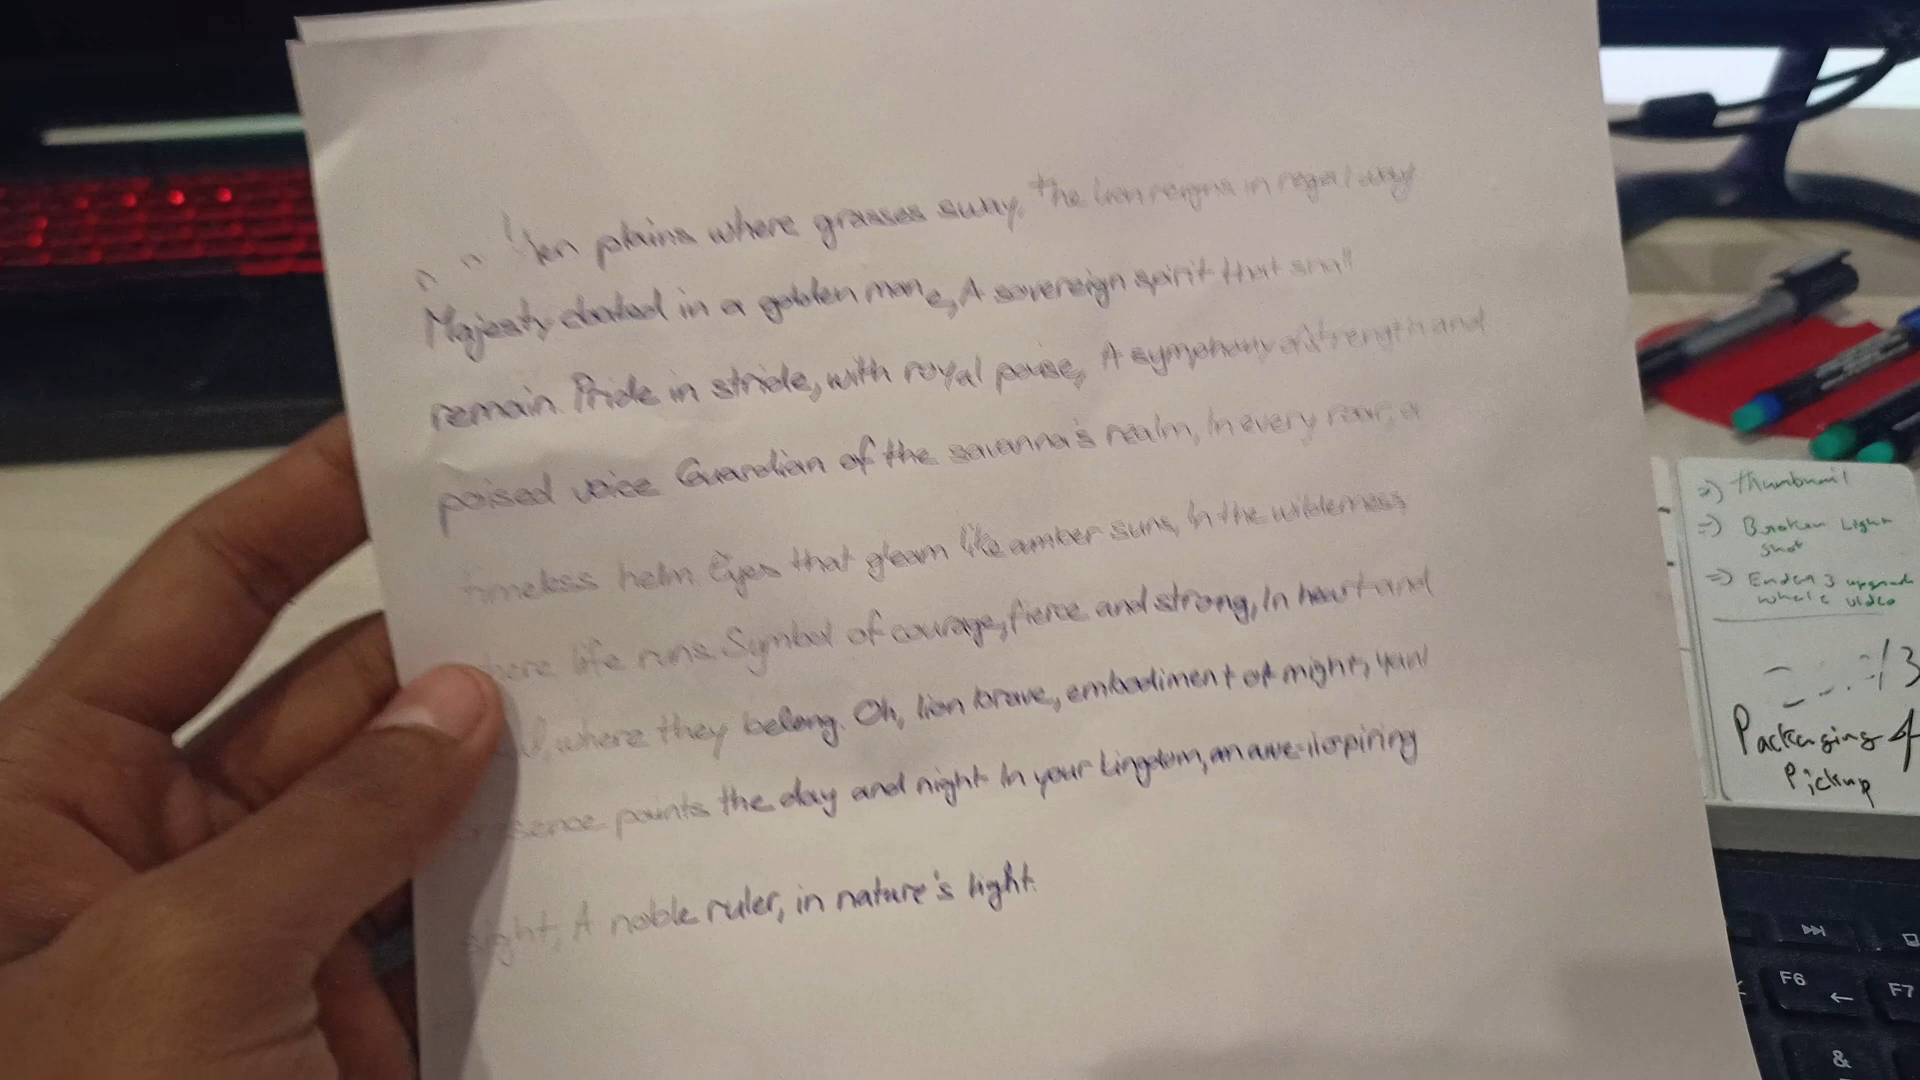 plains where grasses sway, the lion reigns in regal way
Majesty cloated in a golden mane, A sovereign spirit that shall
remain. Pride in stride, with royal poise, A symphony of strength and
poised voice Guardian of the savanna's realm, In every roar, a
timeless helm. Eyes that gleam like amber suns, In the wilderness
where life runs. Symbol of courage, fierce and strong, In heart and
where they belong. Oh, lion brave, embodiment of might,
presence paints the day and night In your kingdom, an awe-inspiring
sight, A noble ruler, in nature's light.
=> Thumbnail
=> Broken Light
shot
=> Ender 3 upgrade
whole video
Packaging
Pickup
F6
F7
&